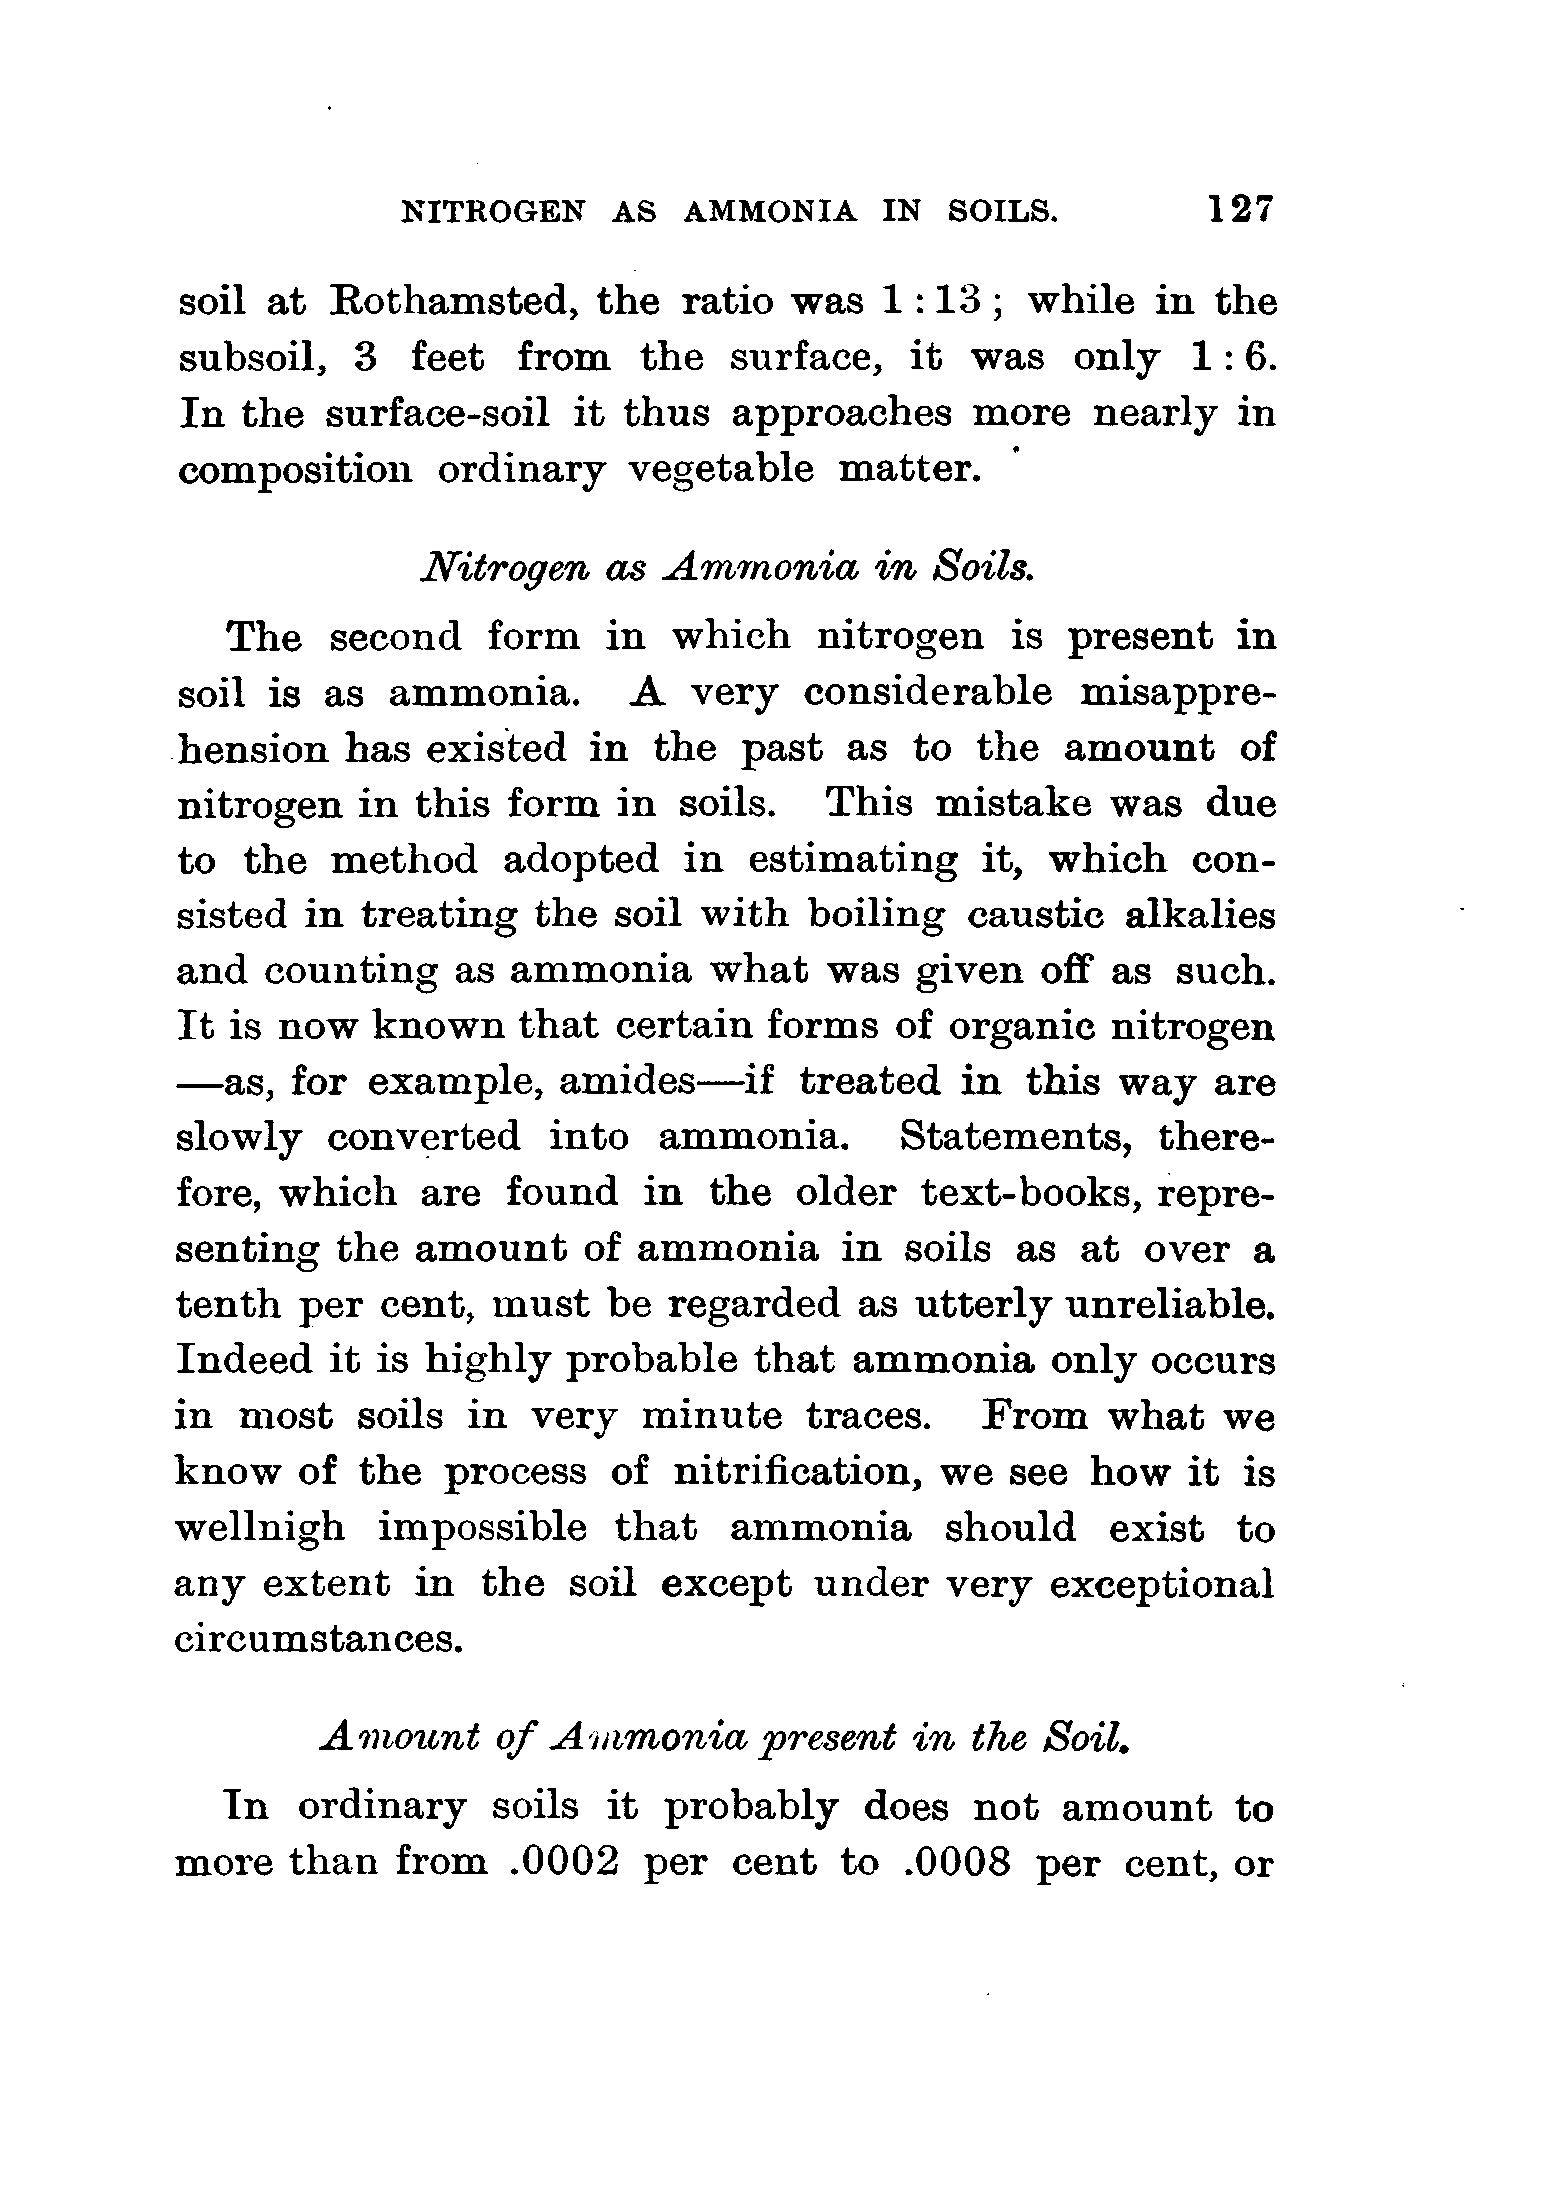 NITROGEN AS AMMONIA IN SOILS. 127
soil at Rothamsted, the ratio was 1 : 13 ; while in the
subsoil, 3 feet from the surface, it was only 1 : 6.
In the surface-soil it thus approaches more nearly in
composition ordinary vegetable matter.
Nitrogen as Ammonia in Soils.
The second form in which nitrogen is present in
soil is as ammonia. A very considerable misappre-
hension has existed in the past as to the amount of
nitrogen in this form in soils. This mistake was due
to the method adopted in estimating it, which con-
sisted in treating the soil with boiling caustic alkalies
and counting as ammonia what was given off as such.
It is now known that certain forms of organic nitrogen
—as, for example, amides—if treated in this way are
slowly converted into ammonia. Statements, there-
fore, which are found in the older text-books, repre-
senting the amount of ammonia in soils as at over a
tenth per cent, must be regarded as utterly unreliable.
Indeed it is highly probable that ammonia only occurs
in most soils in very minute traces. From what we
know of the process of nitrification, we see how it is
wellnigh impossible that ammonia should exist to
any extent in the soil except under very exceptional
circumstances.
Amount of Ammonia present in the Soil.
In ordinary soils it probably does not amount to
more than from .0002 per cent to .0008 per cent, or